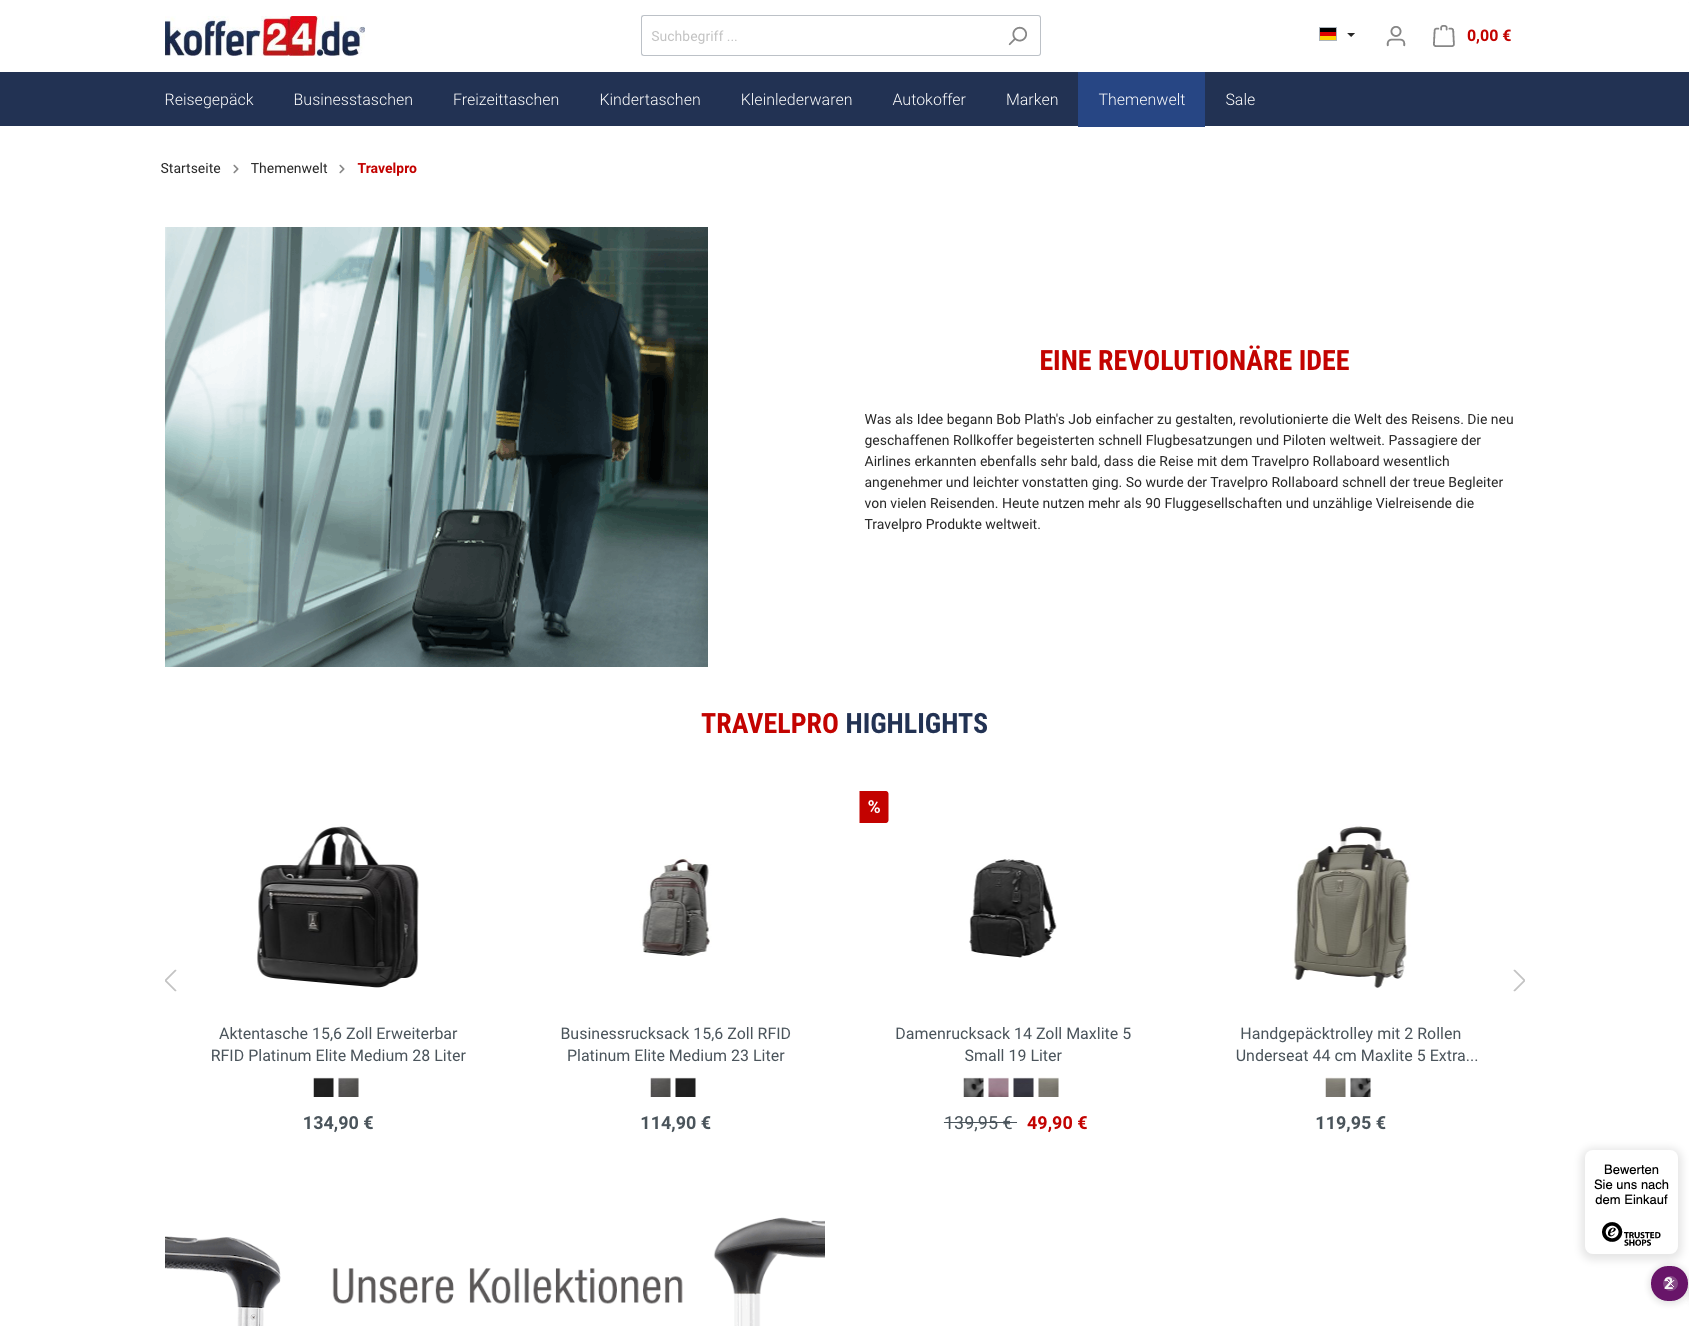 koffer24.de
Suchbegriff ...
0,00 €
Reisegepäck Businesstaschen Freizeittaschen Kindertaschen Kleinlederwaren Autokoffer Marken Themenwelt Sale
Startseite > Themenwelt > Travelpro
EINE REVOLUTIONÄRE IDEE
Was als Idee begann Bob Plath's Job einfacher zu gestalten, revolutionierte die Welt des Reisens. Die neu
geschaffenen Rollkoffer begeisterten schnell Flugbesatzungen und Piloten weltweit. Passagiere der
Airlines erkannten ebenfalls sehr bald, dass die Reise mit dem Travelpro Rollaboard wesentlich
angenehmer und leichter vonstatten ging. So wurde der Travelpro Rollaboard schnell der treue Begleiter
von vielen Reisenden. Heute nutzen mehr als 90 Fluggesellschaften und unzählige Vielreisende die
Travelpro Produkte weltweit.
TRAVELPRO HIGHLIGHTS
%
Aktentasche 15,6 Zoll Erweiterbar
RFID Platinum Elite Medium 28 Liter
134,90 €
Businessrucksack 15,6 Zoll RFID
Platinum Elite Medium 23 Liter
114,90 €
Damenrucksack 14 Zoll Maxlite 5
Small 19 Liter
139,95 € 49,90 €
Handgepäcktrolley mit 2 Rollen
Underseat 44 cm Maxlite 5 Extra...
119,95 €
Bewerten
Sie uns nach
dem Einkauf
e TRUSTED
SHOPS
2
Unsere Kollektionen